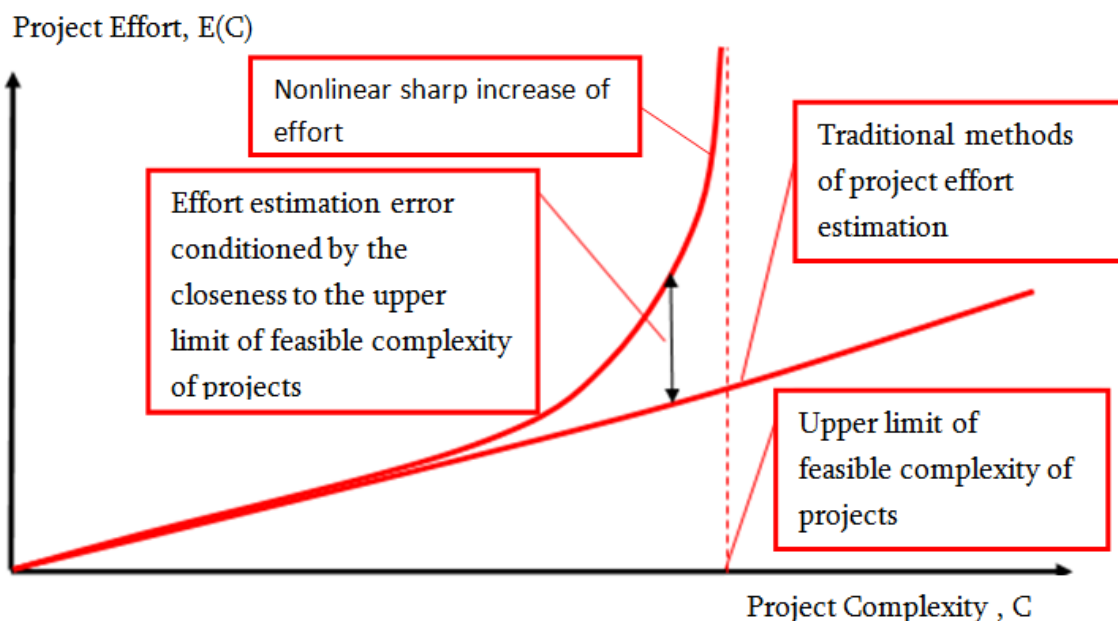 Project Effort, E(C)
Nonlinear sharp increase of
effort
Effort estimation error
conditioned by the
closeness to the upper
limit of feasible complexity
of projects
Traditional methods
of project effort
estimation
Upper limit of
feasible complexity of
projects
Project Complexity , C